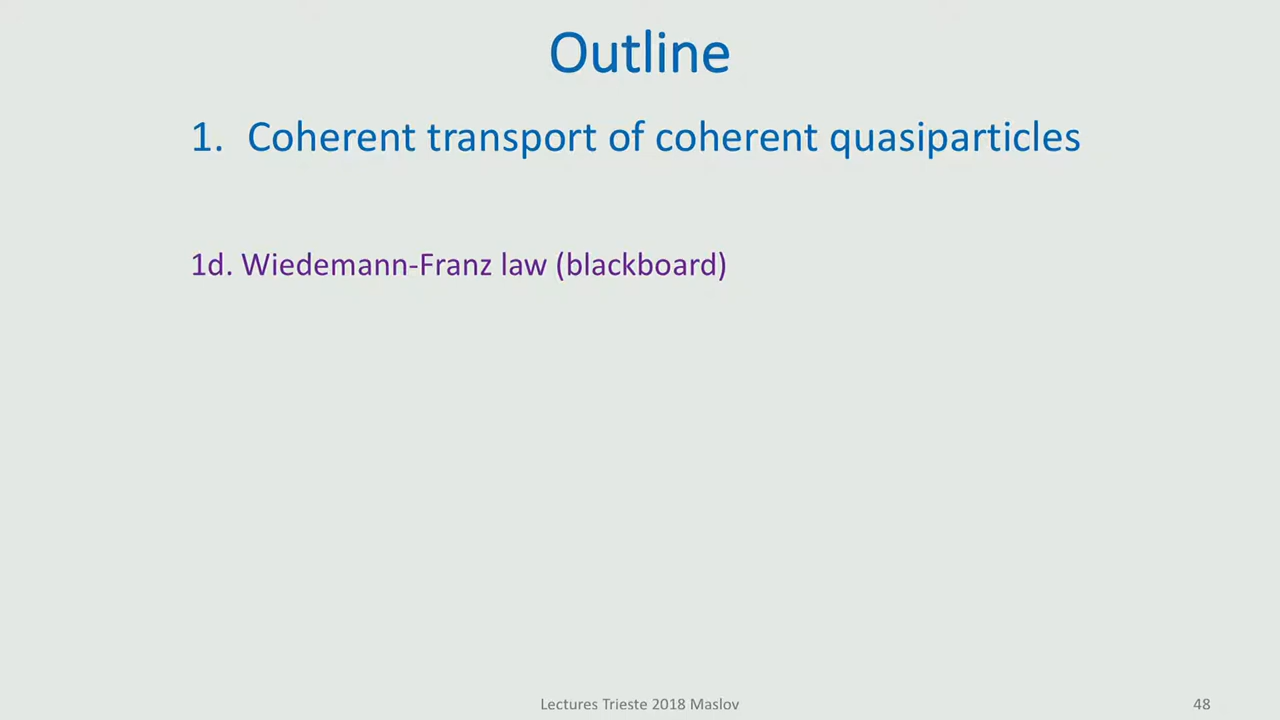 Outline
1. Coherent transport of coherent quasiparticles
1d. Wiedemann-Franz law (blackboard)
Lectures Trieste 2018 Maslov
48